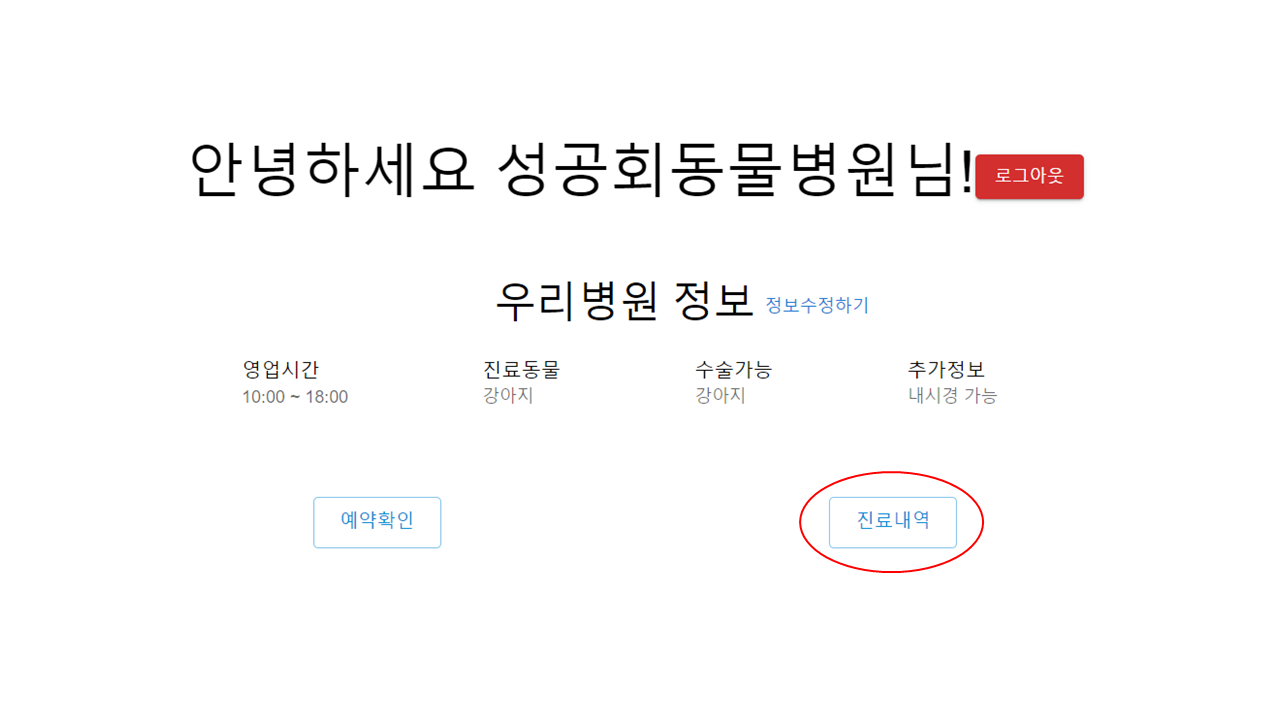 안녕하세요 성공회동물병원님! 로그아웃
우리병원 정보 정보수정하기
영업시간 진료동물 수술가능 추가정보
10:00 ~ 18:00 강아지 강아지 내시경 가능
예약확인 진료내역